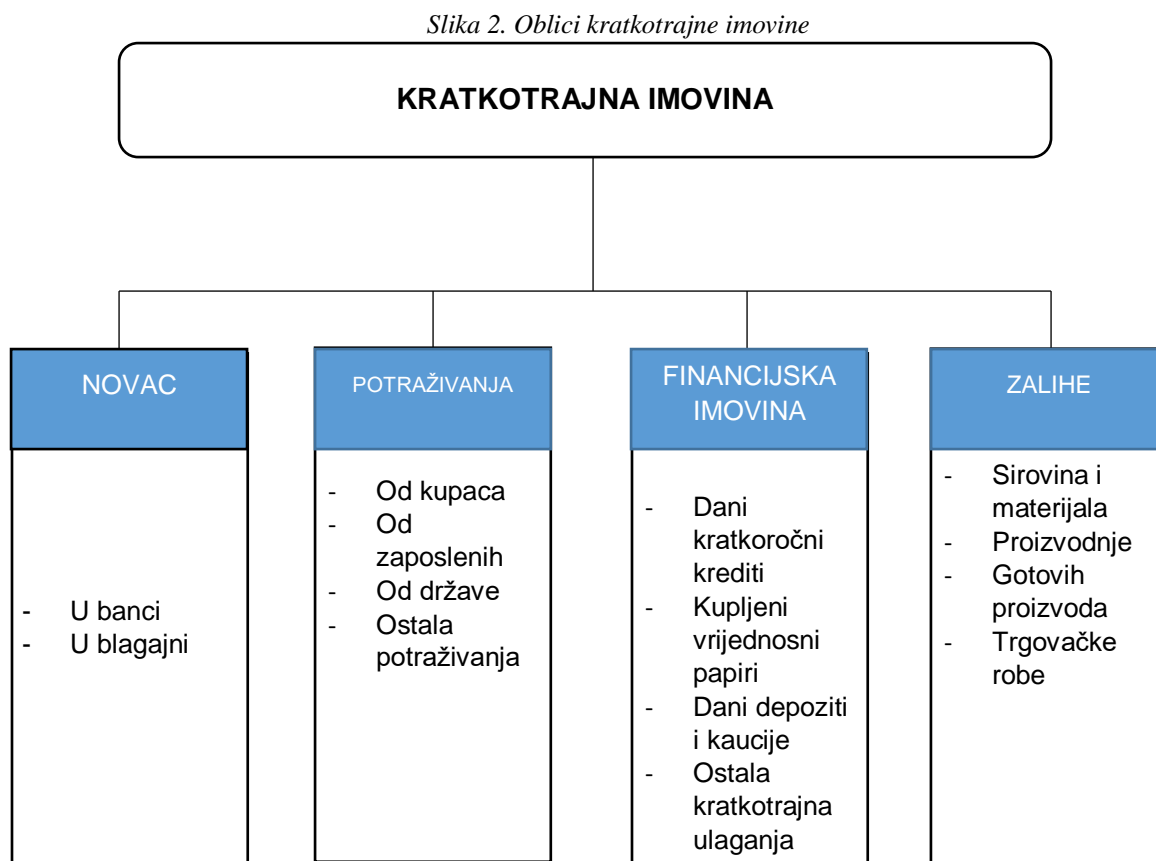 Slika 2. Oblici kratkotrajne imovine
KRATKOTRAJNA IMOVINA
NOVAC
- U banci
- U blagajni
POTRAŽIVANJA
- Od kupaca
- Od
zaposlenih
- Od države
- Ostala
potraživanja
FINANCIJSKA
IMOVINA
- Dani
kratkoročni
krediti
- Kupljeni
vrijednosni
papiri
- Dani depoziti
i kaucije
- Ostala
kratkotrajna
ulaganja
ZALIHE
- Sirovina i
materijala
- Proizvodnje
- Gotovih
proizvoda
- Trgovačke
robe